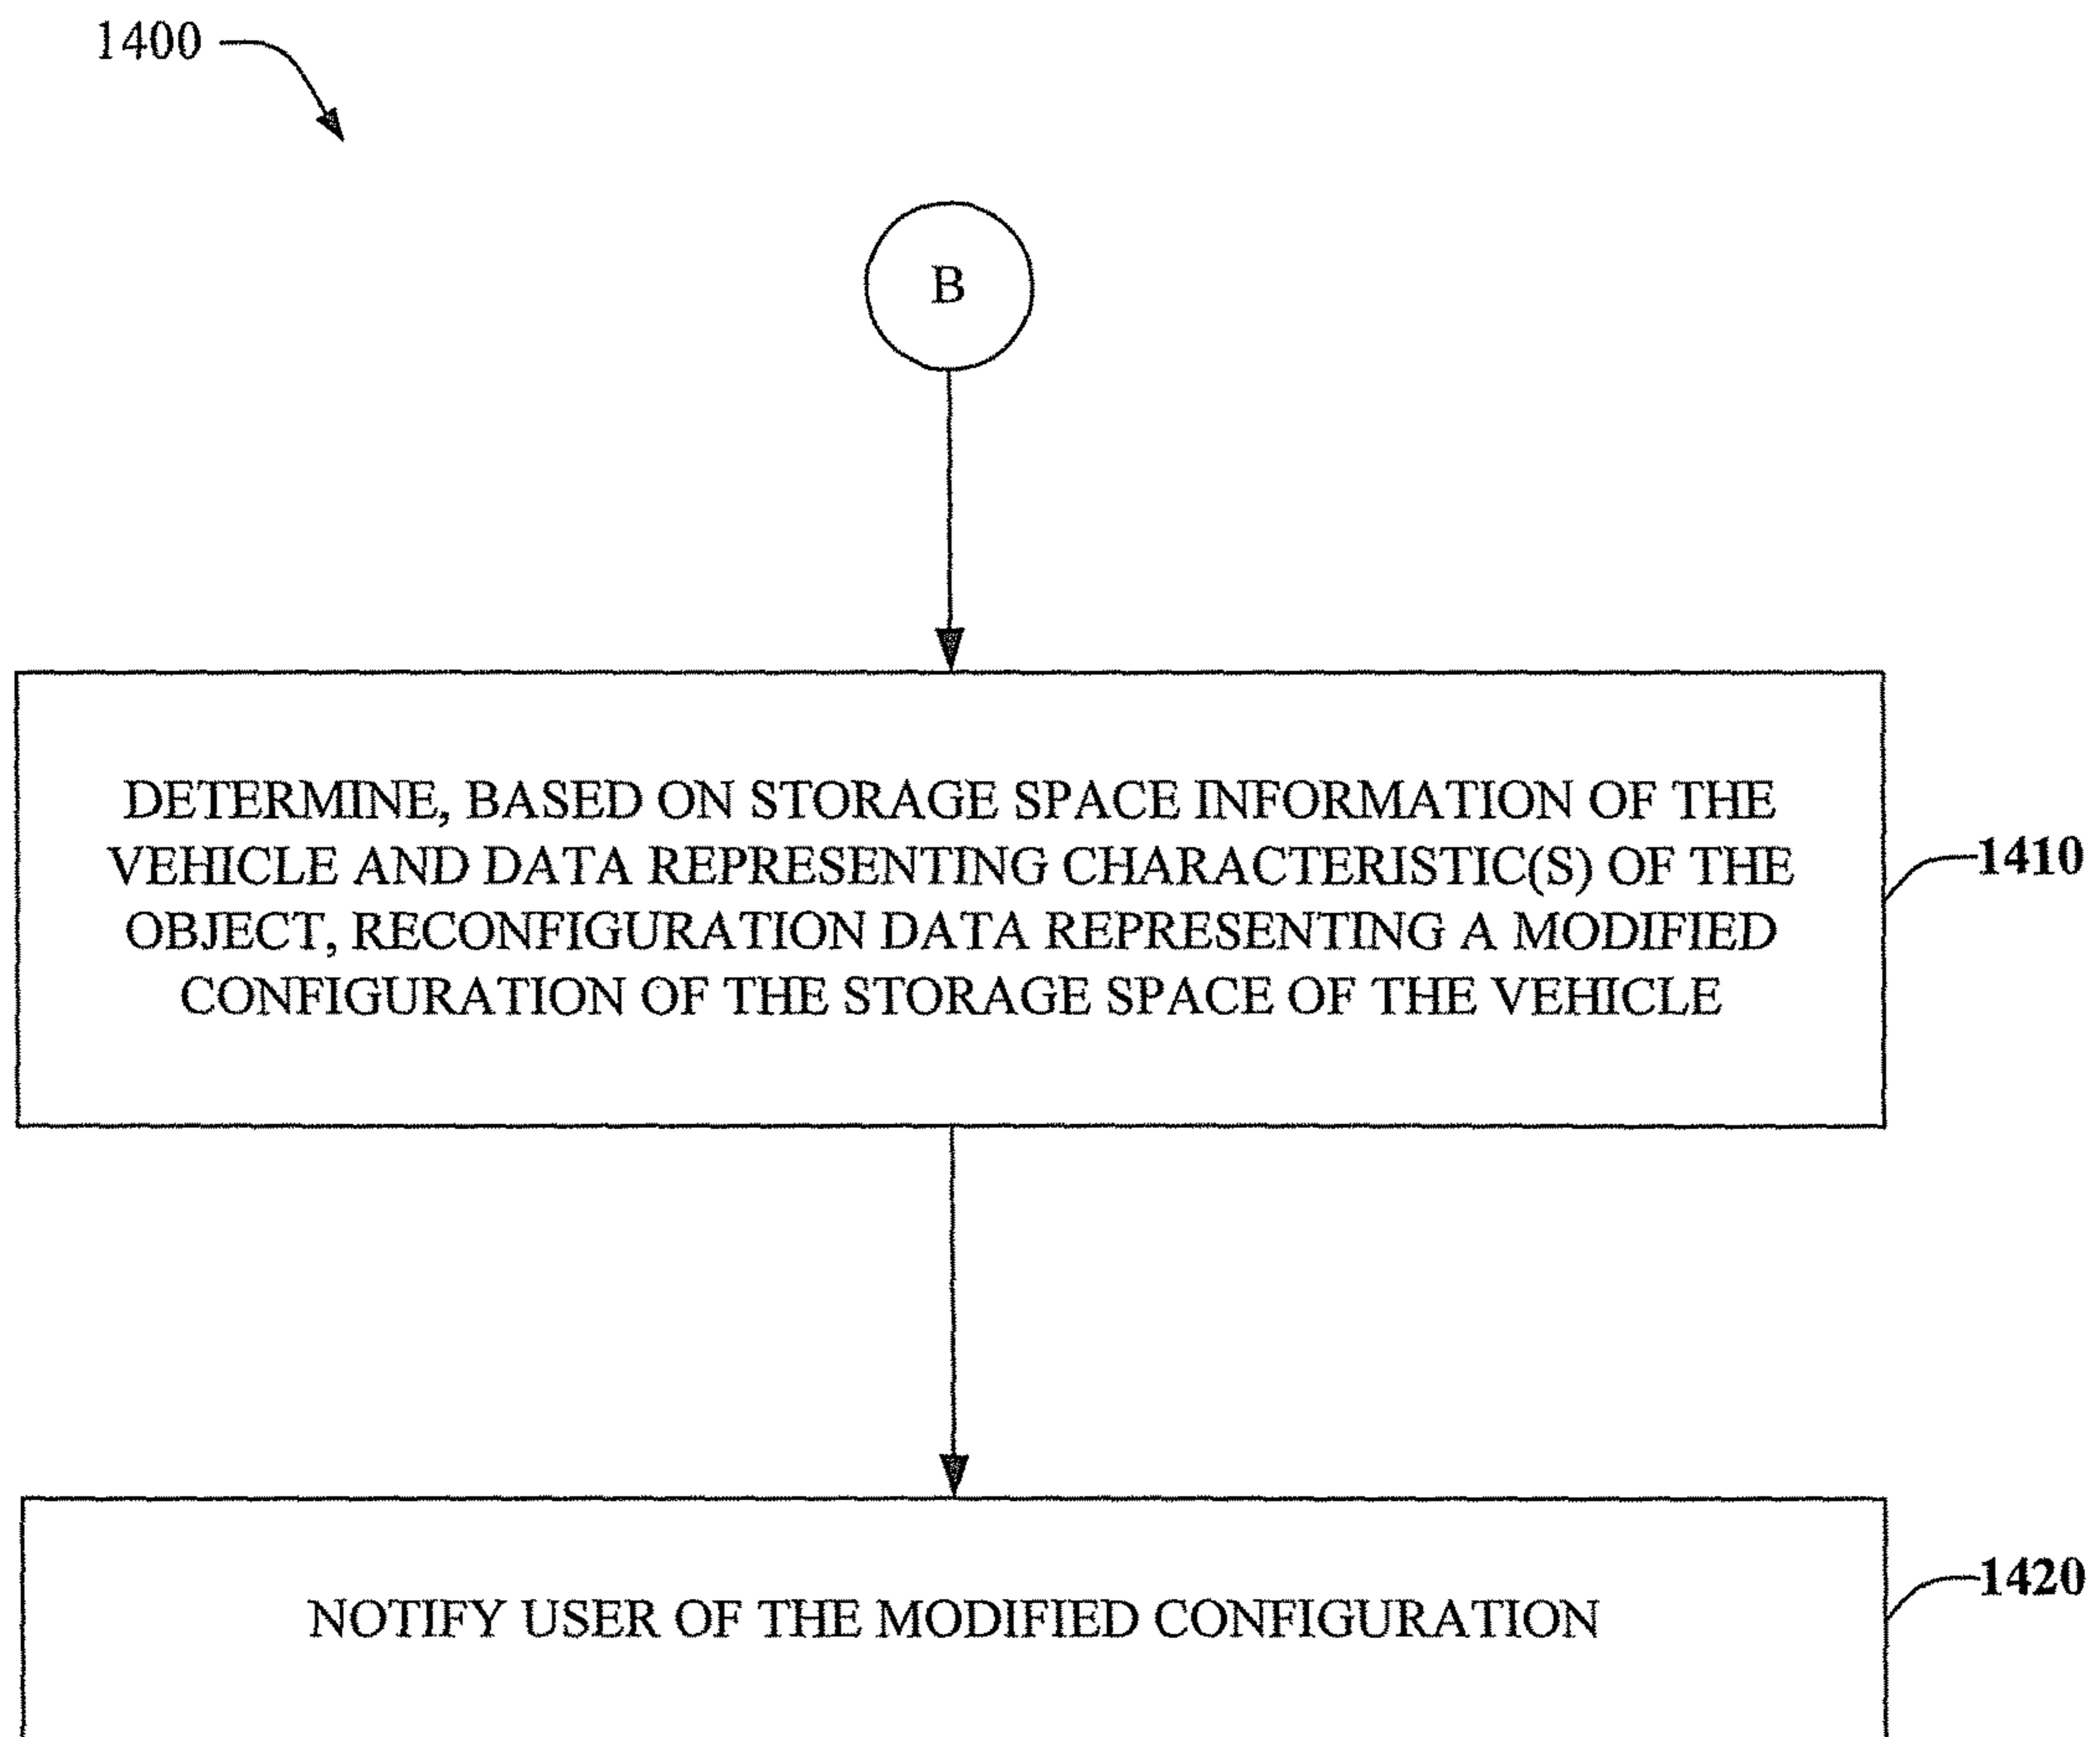 1400
B
DETERMINE, BASED ON STORAGE SPACE INFORMATION OF THE
VEHICLE AND DATA REPRESENTING CHARACTERISTIC(S) OF THE
OBJECT, RECONFIGURATION DATA REPRESENTING A MODIFIED
CONFIGURATION OF THE STORAGE SPACE OF THE VEHICLE
1410
NOTIFY USER OF THE MODIFIED CONFIGURATION
1420